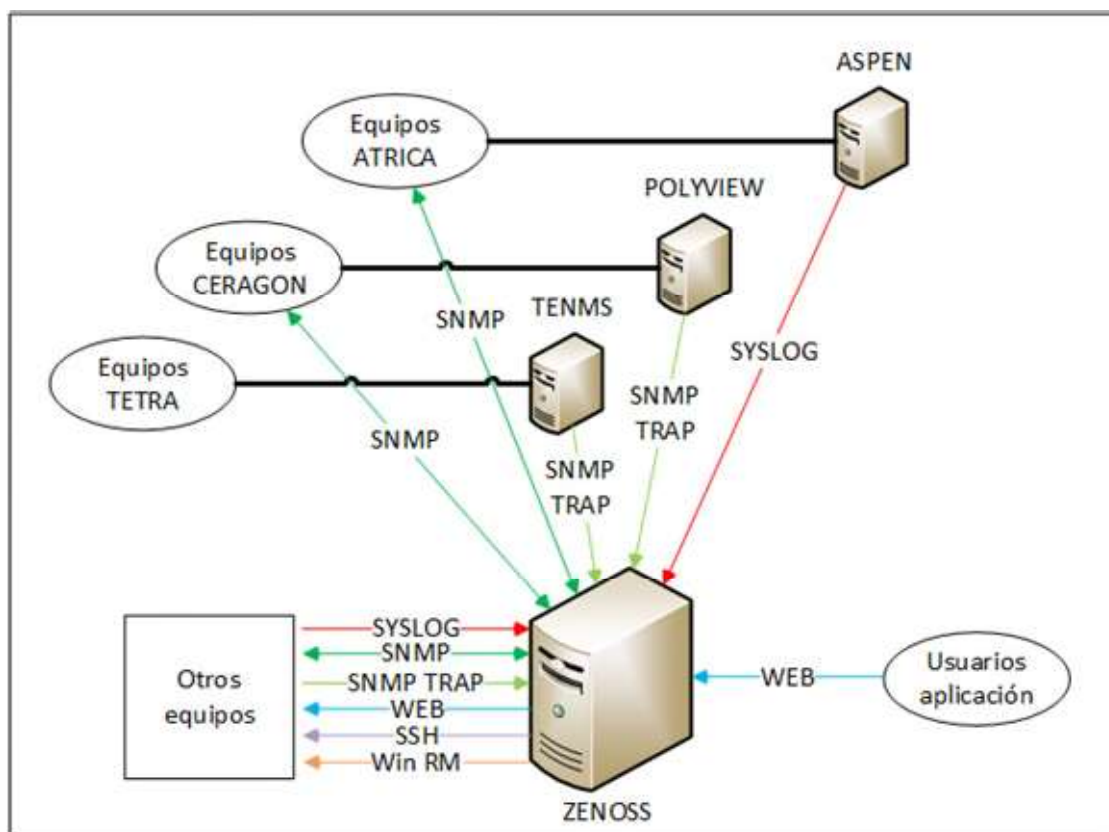 ASPEN
Equipos
ATRICA
POLYVIEW
Equipos
CERAGON
SNMP
TENMS
SYSLOG
Equipos
TETRA
SNMP
TRAP
SNMP
SNMP
TRAP
SYSLOG
SNMP
Otros
equipos
SNMP TRAP
WEB
SSH
Win RM
WEB
Usuarios
aplicación
ZENOSS